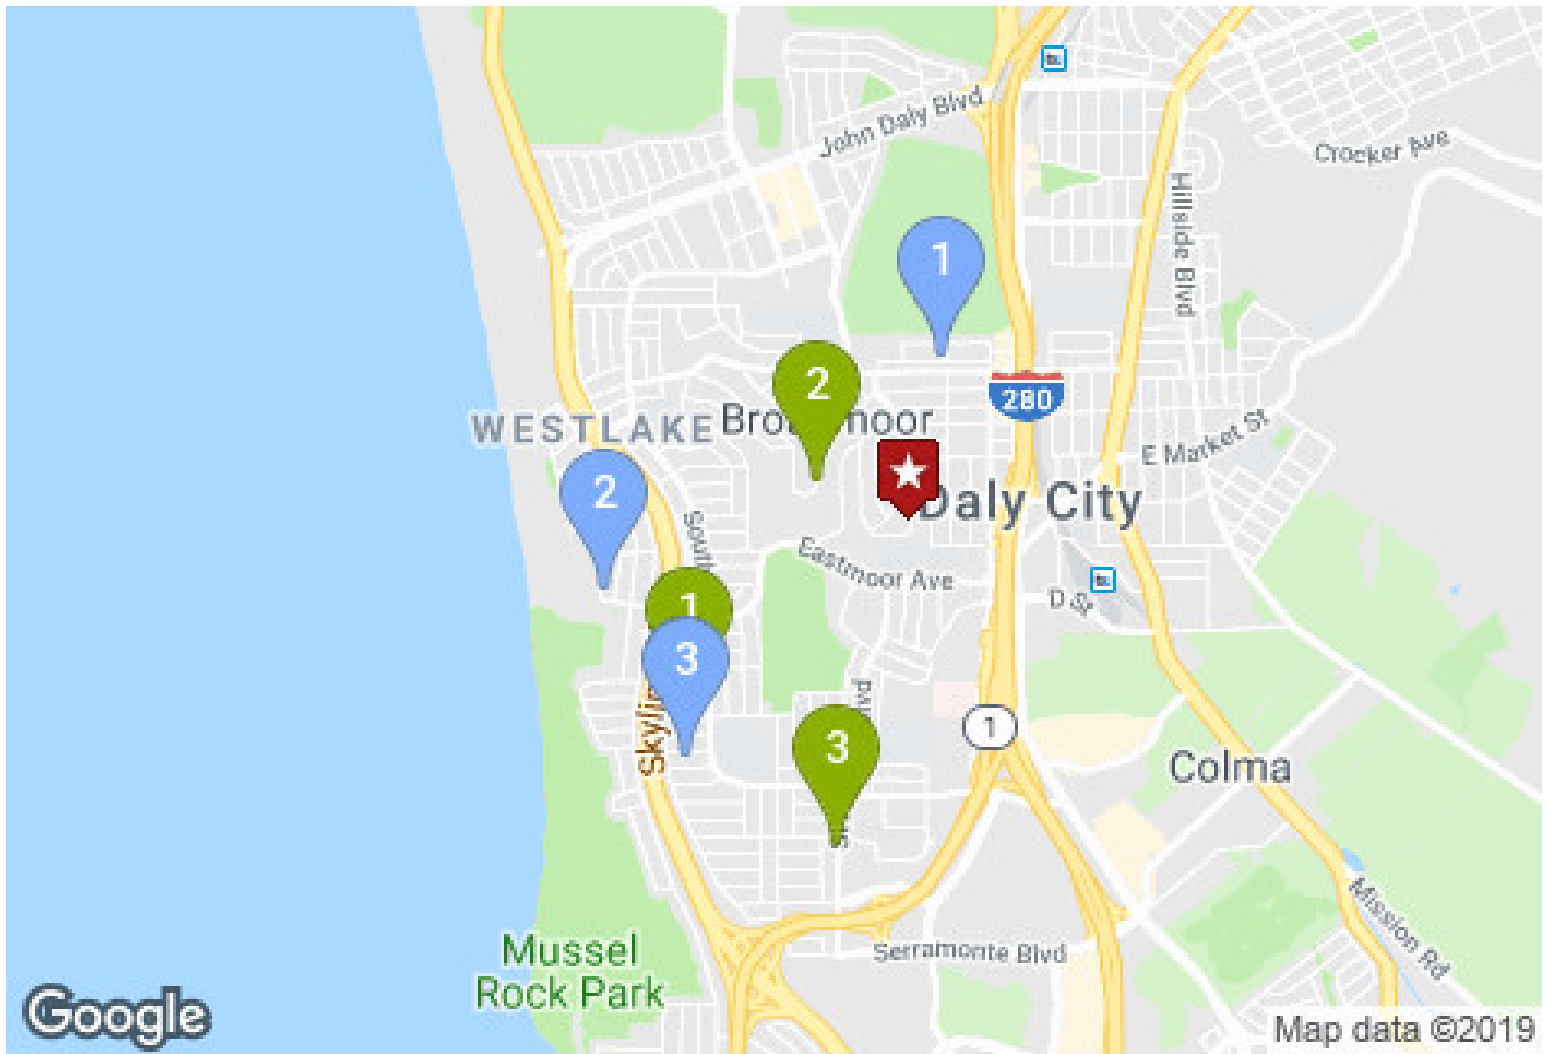 John Daly Blvd
Crocker Ave
Hillside Blvd
1
2
280
WESTLAKE
Daly City
E Market St
2
South
Eastmoor Ave
D St
1
3
3
1
Colma
Mission Rd
Serramonte Blvd
Mussel
Rock Park
Google
Map data ©2019